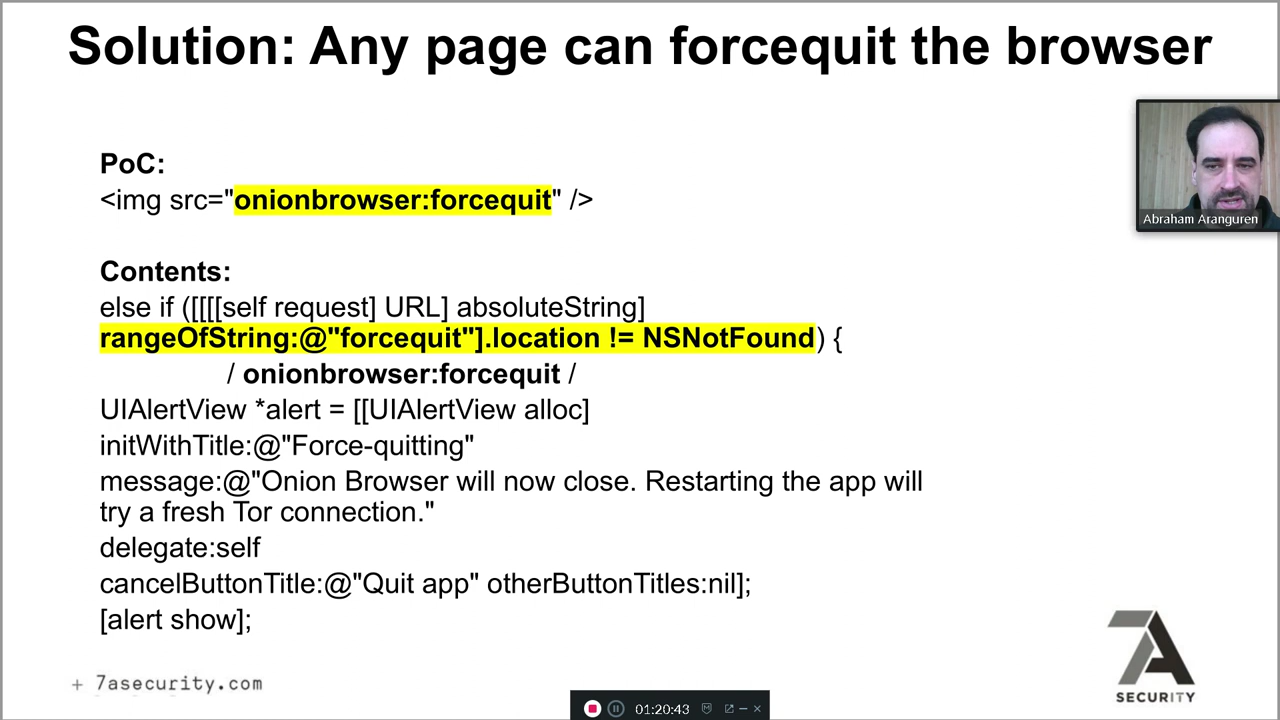 Solution: Any page can forcequit the browser
PoC:
<img src="onionbrowser:forcequit" />
Contents:
else if ([[[[self request] URL] absoluteString]
rangeOfString:@"forcequit"].location != NSNotFound) {
/ onionbrowser:forcequit /
UIAlertView *alert = [[UIAlertView alloc]
initWithTitle:@"Force-quitting"
message:@"Onion Browser will now close. Restarting the app will
try a fresh Tor connection."
delegate:self
cancelButtonTitle:@"Quit app" otherButtonTitles:nil];
[alert show];
Abraham Aranguren
+ 7asecurity.com
7A
SECURITY
01:20:43